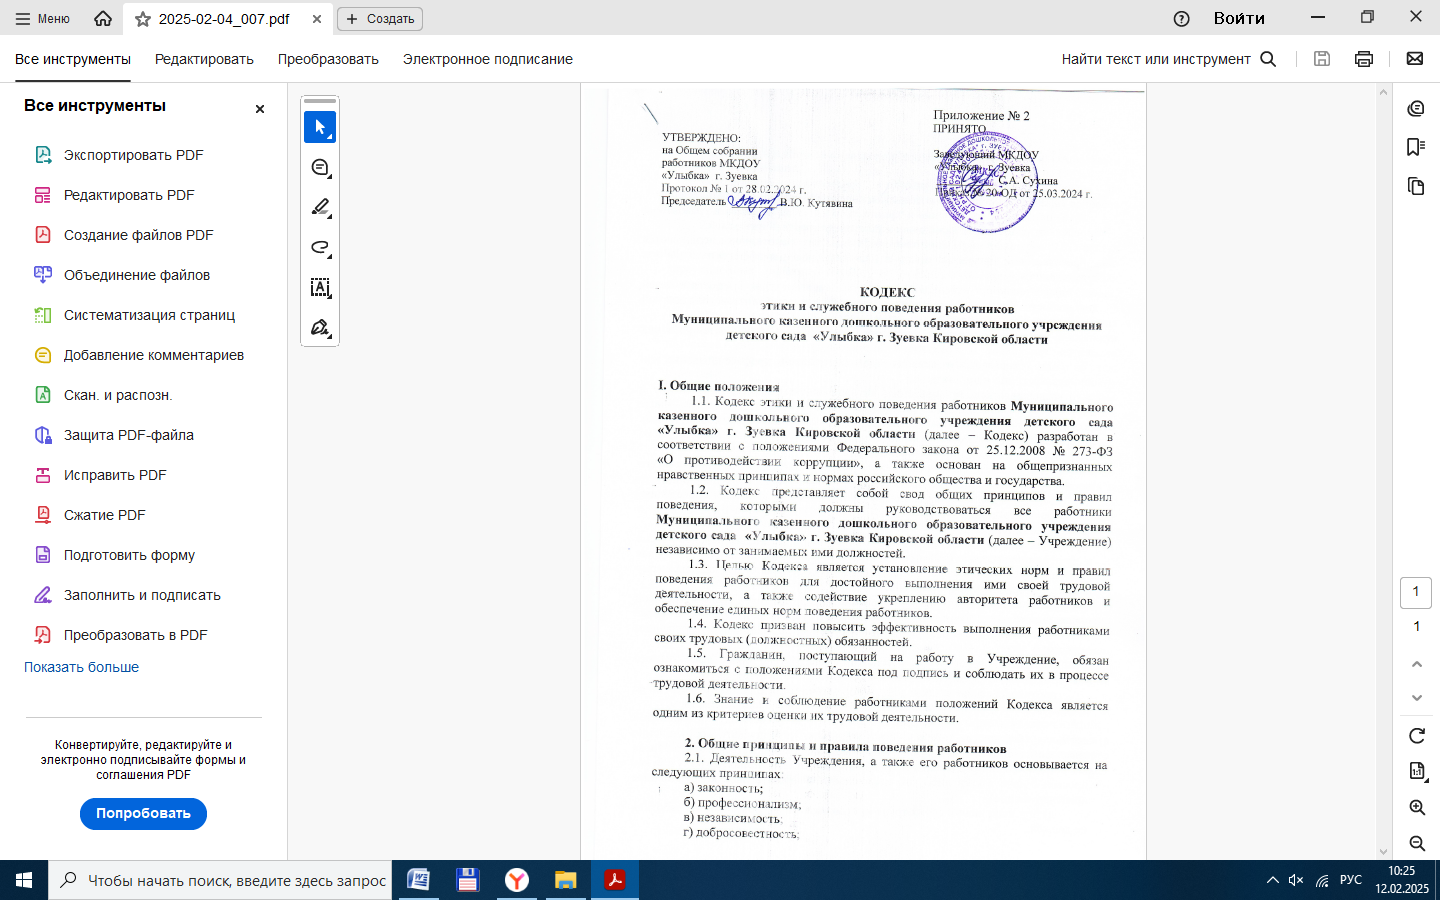 Меню
2025-02-04_007.pdf
Создать
Войти
Все инструменты
Редактировать
Преобразовать
Электронное подписание
Найти текст или инструмент
Все инструменты
Экспортировать PDF
Редактировать PDF
Создание файлов PDF
Объединение файлов
Систематизация страниц
Добавление комментариев
Скан. и распозн.
Защита PDF-файла
Исправить PDF
Сжатие PDF
Подготовить форму
Заполнить и подписать
Преобразовать в PDF
Показать больше
Конвертируйте, редактируйте и
электронно подписывайте формы и
соглашения PDF
Попробовать
УТВЕРЖДЕНО:
на Общем собрании
работников МКДОУ
«Улыбка» г. Зуевка
Протокол № 1 от 28.02.2024 г.
Председатель В.Ю. Кутявина
Приложение № 2
ПРИНЯТО
Заведующий МКДОУ
«Улыбка» г. Зуевка
С.А. Сухина
20-ОД от 25.03.2024 г.
КОДЕКС
этики и служебного поведения работников
Муниципального казенного дошкольного образовательного учреждения
детского сада «Улыбка» г. Зуевка Кировской области
I. Общие положения
1.1. Кодекс этики и служебного поведения работников Муниципального
казенного дошкольного образовательного учреждения детского сада
«Улыбка» г. Зуевка Кировской области (далее – Кодекс) разработан в
соответствии с положениями Федерального закона от 25.12.2008 № 273-ФЗ
«О противодействии коррупции», а также основан на общепризнанных
нравственных принципах и нормах российского общества и государства.
1.2. Кодекс представляет собой свод общих принципов и правил
поведения, которыми должны руководствоваться все работники
Муниципального казенного дошкольного образовательного учреждения
детского сада «Улыбка» г. Зуевка Кировской области (далее – Учреждение)
независимо от занимаемых ими должностей.
1.3. Целью Кодекса является установление этических норм и правил
поведения работников для достойного выполнения ими своей трудовой
деятельности, а также содействие укреплению авторитета работников и
обеспечение единых норм поведения работников.
1.4. Кодекс призван повысить эффективность выполнения работниками
своих трудовых (должностных) обязанностей.
1.5. Гражданин, поступающий на работу в Учреждение, обязан
ознакомиться с положениями Кодекса под подпись и соблюдать их в процессе
трудовой деятельности.
1.6. Знание и соблюдение работниками положений Кодекса является
одним из критериев оценки их трудовой деятельности.
2. Общие принципы и правила поведения работников
2.1. Деятельность Учреждения, а также его работников основывается на
следующих принципах:
а) законность;
б) профессионализм;
в) независимость;
г) добросовестность;
1
1
Чтобы начать поиск, введите здесь запрос
РУС
10:25
12.02.2025